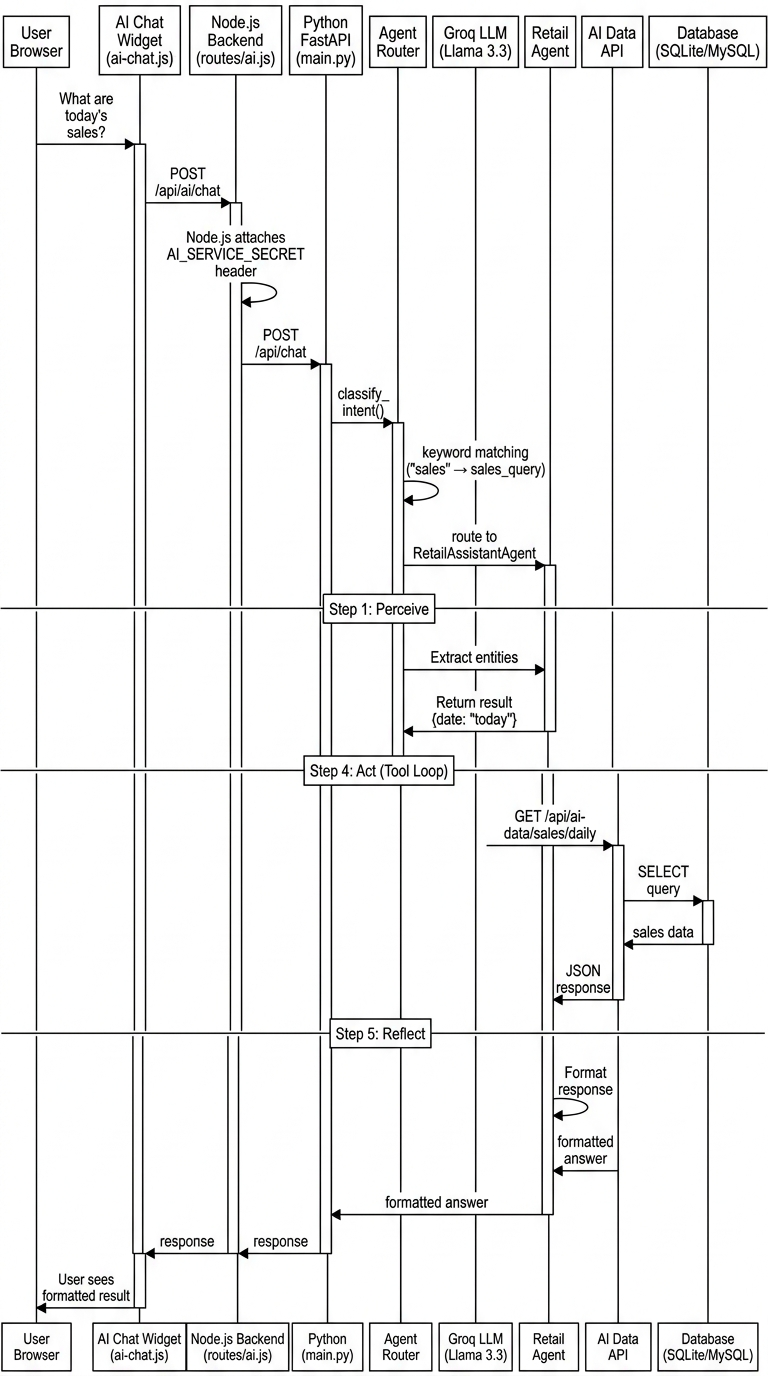 User
Browser
AI Chat
Widget
(ai-chat.js)
Node.js
Backend
(routes/ai.js)
Python
FastAPI
(main.py)
Agent
Router
Groq LLM
(Llama 3.3)
Retail
Agent
AI Data
API
Database
(SQLite/MySQL)
What are
today's
sales?
POST
/api/ai/chat
Node.js attaches
AI_SERVICE_SECRET
header
POST
/api/chat
classify_
intent()
keyword matching
("sales" → sales_query)
route to
RetailAssistantAgent
Step 1: Perceive
Extract entities
Return result
{date: "today"}
Step 4: Act (Tool Loop)
GET /api/ai-
data/sales/daily
SELECT
query
sales data
JSON
response
Step 5: Reflect
Format
response
formatted
answer
formatted answer
response
response
User sees
formatted result
User
Browser
AI Chat Widget
(ai-chat.js)
Node.js Backend
(routes/ai.js)
Python
(main.py)
Agent
Router
Groq LLM
(Llama 3.3)
Retail
Agent
AI Data
API
Database
(SQLite/MySQL)